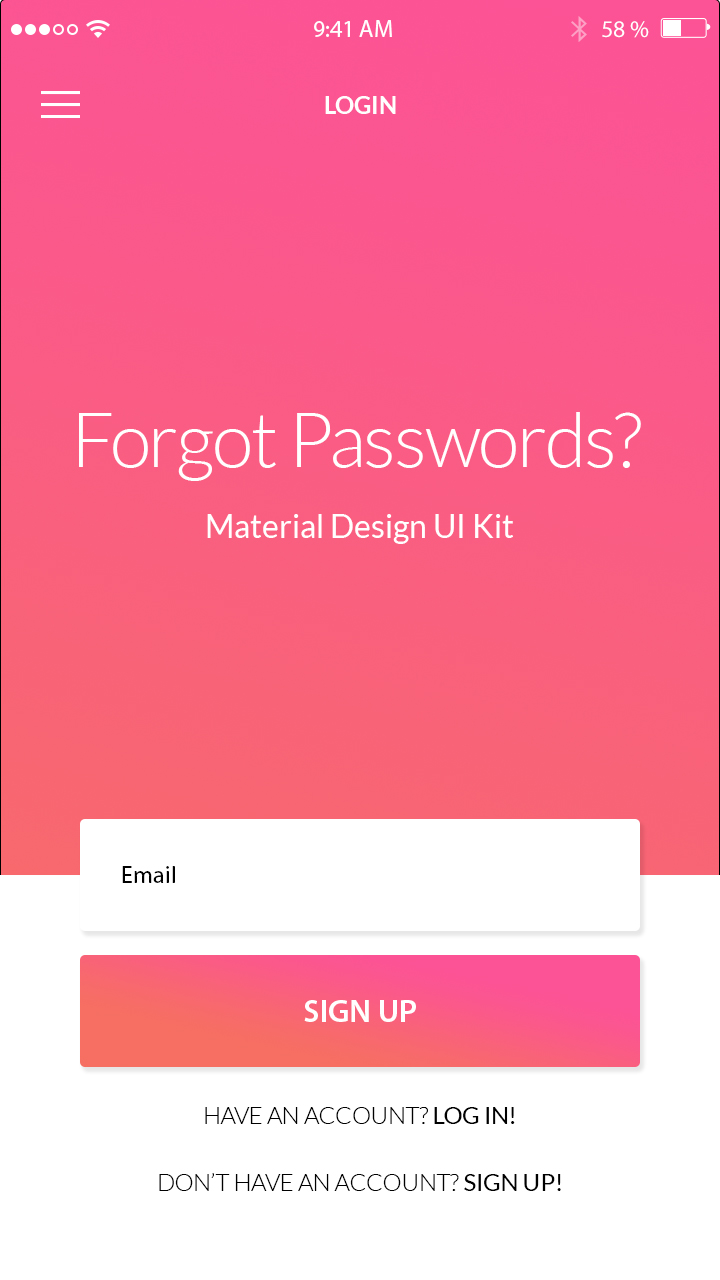 9:41 AM 58 %
LOGIN
Forgot Passwords?
Material Design UI Kit
Email
SIGN UP
HAVE AN ACCOUNT? LOG IN!
DON’T HAVE AN ACCOUNT? SIGN UP!